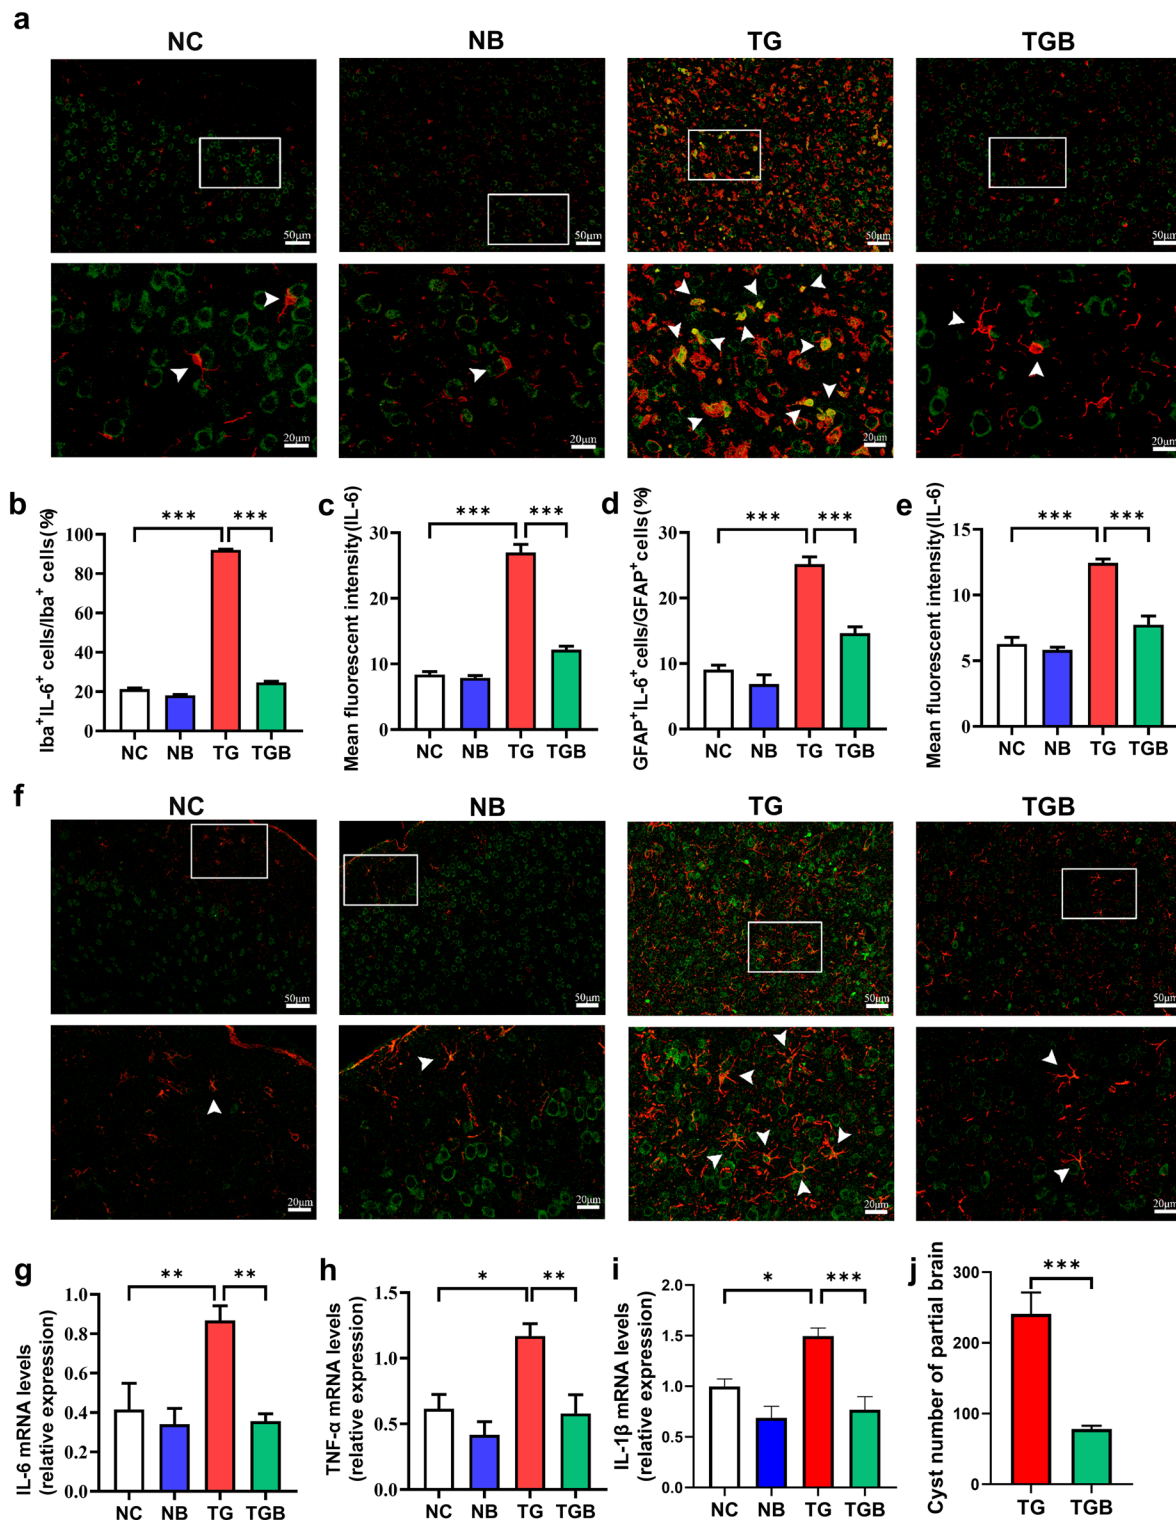 a
NC
NB
TG
TGB
50μm
50μm
50μm
50μm
20μm
20μm
20μm
20μm
b
Iba⁺IL-6⁺ cells/Iba⁺ cells(%)
100
80
60
40
20
0
***
***
NC
NB
TG
TGB
c
Mean fluorescent intensity(IL-6)
30
20
10
0
***
***
NC
NB
TG
TGB
d
GFAP⁺IL-6⁺cells/GFAP⁺cells(%)
30
20
10
0
***
***
NC
NB
TG
TGB
e
Mean fluorescent intensity(IL-6)
15
10
5
0
***
***
NC
NB
TG
TGB
f
NC
NB
TG
TGB
50μm
50μm
50μm
50μm
20μm
20μm
20μm
20μm
g
IL-6 mRNA levels
(relative expression)
1.0
0.8
0.6
0.4
0.2
0.0
**
**
NC
NB
TG
TGB
h
TNF-α mRNA levels
(relative expression)
1.5
1.0
0.5
0.0
*
**
NC
NB
TG
TGB
i
IL-1β mRNA levels
(relative expression)
2.0
1.5
1.0
0.5
0.0
*
***
NC
NB
TG
TGB
j
Cyst number of partial brain
300
200
100
0
***
TG
TGB